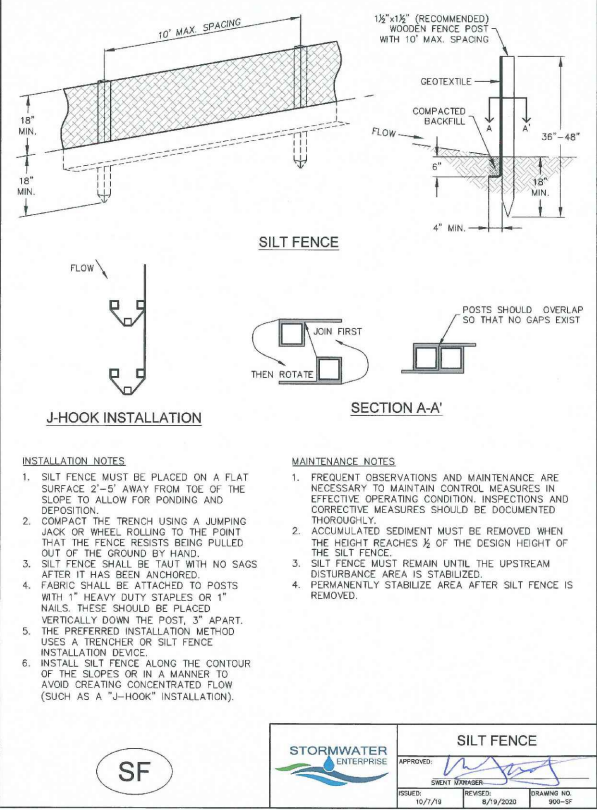 10' MAX. SPACING
18"
MIN.
18"
MIN.
1½"x1½" (RECOMMENDED)
WOODEN FENCE POST
WITH 10' MAX. SPACING
GEOTEXTILE
COMPACTED
BACKFILL
FLOW
A
A'
36"-48"
6"
18"
MIN.
4" MIN.
SILT FENCE
FLOW
J-HOOK INSTALLATION
JOIN FIRST
THEN ROTATE
POSTS SHOULD OVERLAP
SO THAT NO GAPS EXIST
SECTION A-A'
INSTALLATION NOTES
1. SILT FENCE MUST BE PLACED ON A FLAT
SURFACE 2'-5' AWAY FROM TOE OF THE
SLOPE TO ALLOW FOR PONDING AND
DEPOSITION.
2. COMPACT THE TRENCH USING A JUMPING
JACK OR WHEEL ROLLING TO THE POINT
THAT THE FENCE RESISTS BEING PULLED
OUT OF THE GROUND BY HAND.
3. SILT FENCE SHALL BE TAUT WITH NO SAGS
AFTER IT HAS BEEN ANCHORED.
4. FABRIC SHALL BE ATTACHED TO POSTS
WITH 1" HEAVY DUTY STAPLES OR 1"
NAILS. THESE SHOULD BE PLACED
VERTICALLY DOWN THE POST, 3" APART.
5. THE PREFERRED INSTALLATION METHOD
USES A TRENCHER OR SILT FENCE
INSTALLATION DEVICE.
6. INSTALL SILT FENCE ALONG THE CONTOUR
OF THE SLOPES OR IN A MANNER TO
AVOID CREATING CONCENTRATED FLOW
(SUCH AS A "J-HOOK" INSTALLATION).
MAINTENANCE NOTES
1. FREQUENT OBSERVATIONS AND MAINTENANCE ARE
NECESSARY TO MAINTAIN CONTROL MEASURES IN
EFFECTIVE OPERATING CONDITION. INSPECTIONS AND
CORRECTIVE MEASURES SHOULD BE DOCUMENTED
THOROUGHLY.
2. ACCUMULATED SEDIMENT MUST BE REMOVED WHEN
THE HEIGHT REACHES ½ OF THE DESIGN HEIGHT OF
THE SILT FENCE.
3. SILT FENCE MUST REMAIN UNTIL THE UPSTREAM
DISTURBANCE AREA IS STABILIZED.
4. PERMANENTLY STABILIZE AREA AFTER SILT FENCE IS
REMOVED.
SF
STORMWATER
ENTERPRISE
SILT FENCE
APPROVED:
SWENT MANAGER
ISSUED:
10/7/19
REVISED:
8/19/2020
DRAWING NO.
900-SF